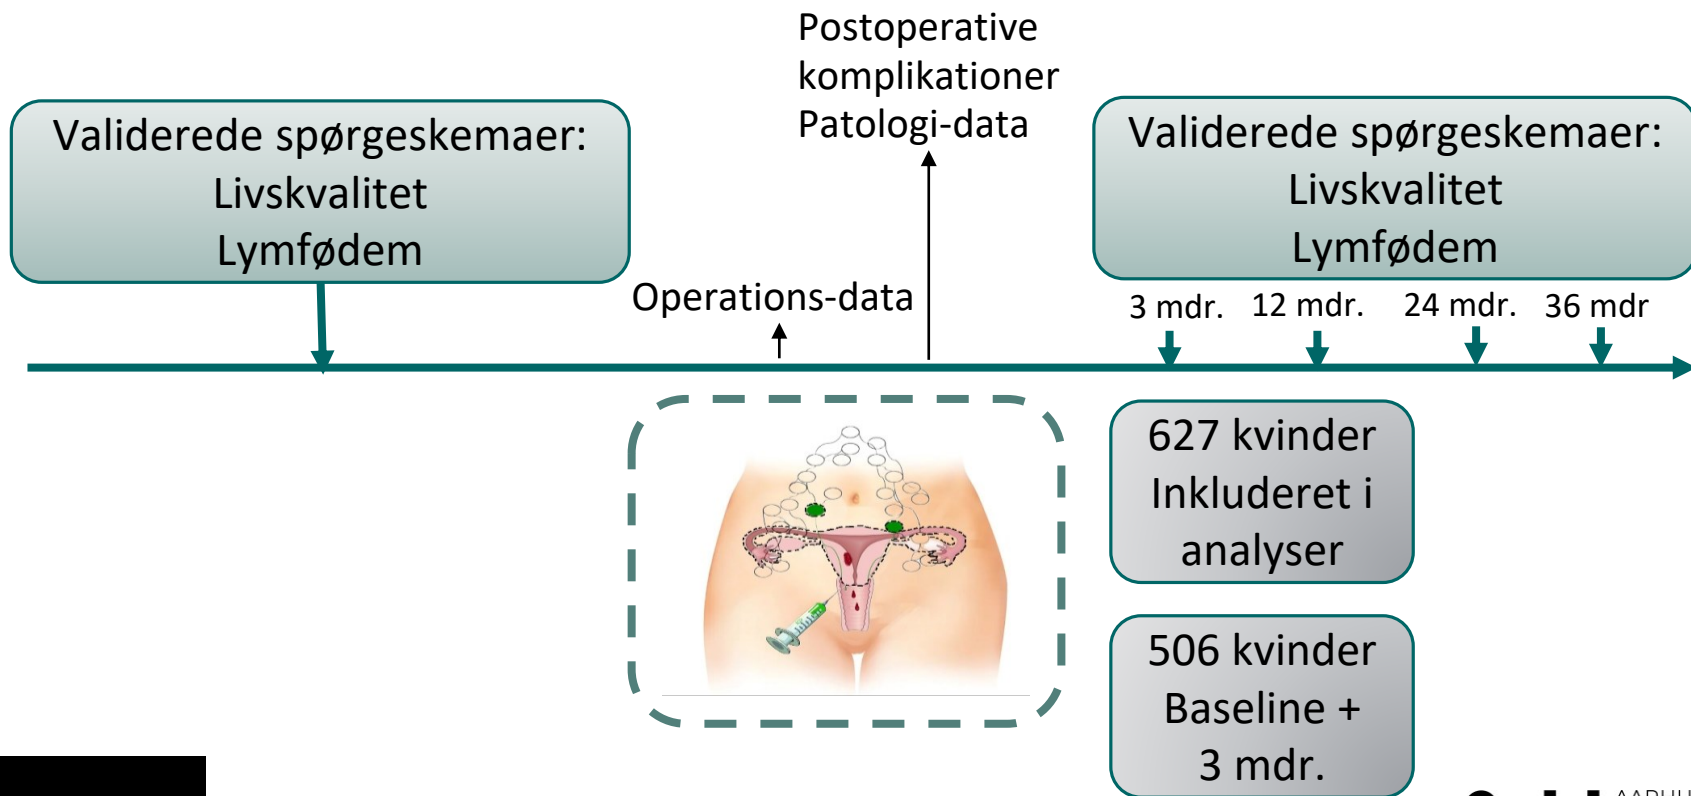 Postoperative
komplikationer
Patologi-data
Validerede spørgeskemaer:
Livskvalitet
Lymfødem
Validerede spørgeskemaer:
Livskvalitet
Lymfødem
Operations-data
3 mdr.
12 mdr.
24 mdr.
36 mdr
627 kvinder
Inkluderet i
analyser
506 kvinder
Baseline +
3 mdr.